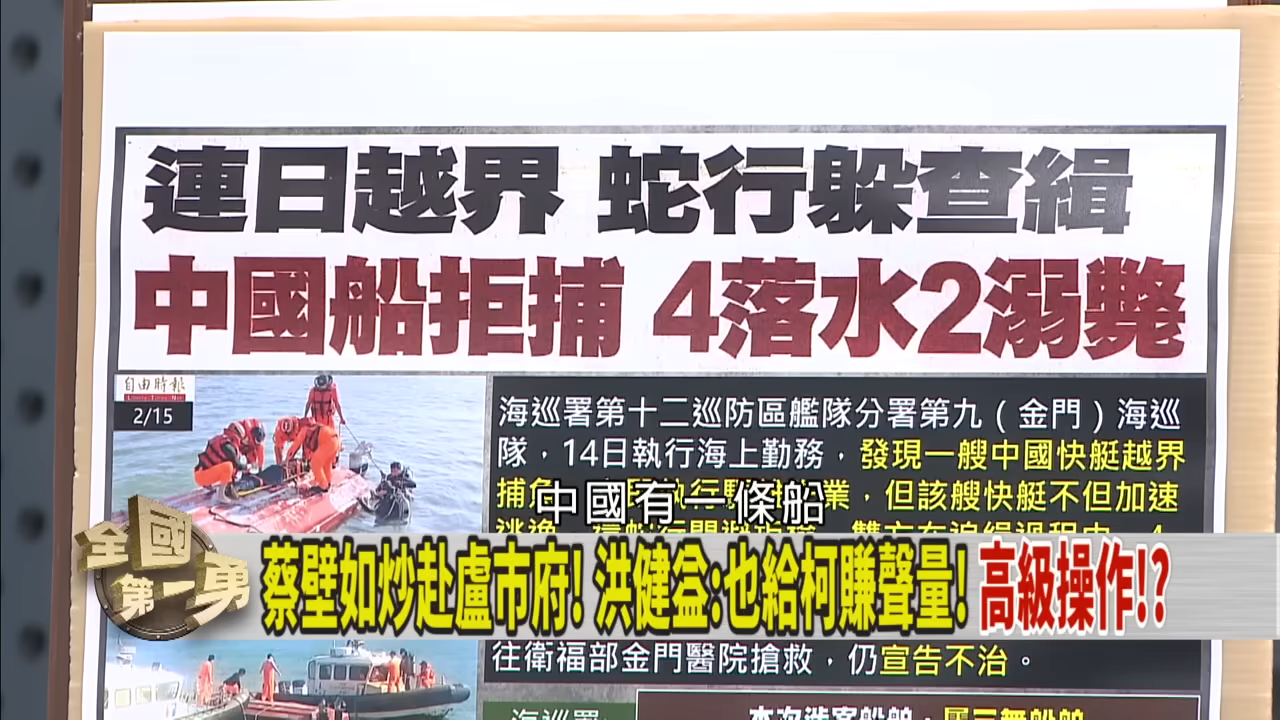 連日越界 蛇行躲查緝
中國船拒捕 4落水2溺斃
自由時報
2/15
海巡署第十二巡防區艦隊分署第九（金門）海巡
隊，14日執行海上勤務，發現一艘中國快艇越界
捕魚
業，但該艘快艇不但加速
中國有一條船
全國第一勇
蔡壁如炒赴盧市府! 洪健益:也給柯賺聲量! 高級操作!?
往衛福部金門醫院搶救，仍宣告不治。
海巡署